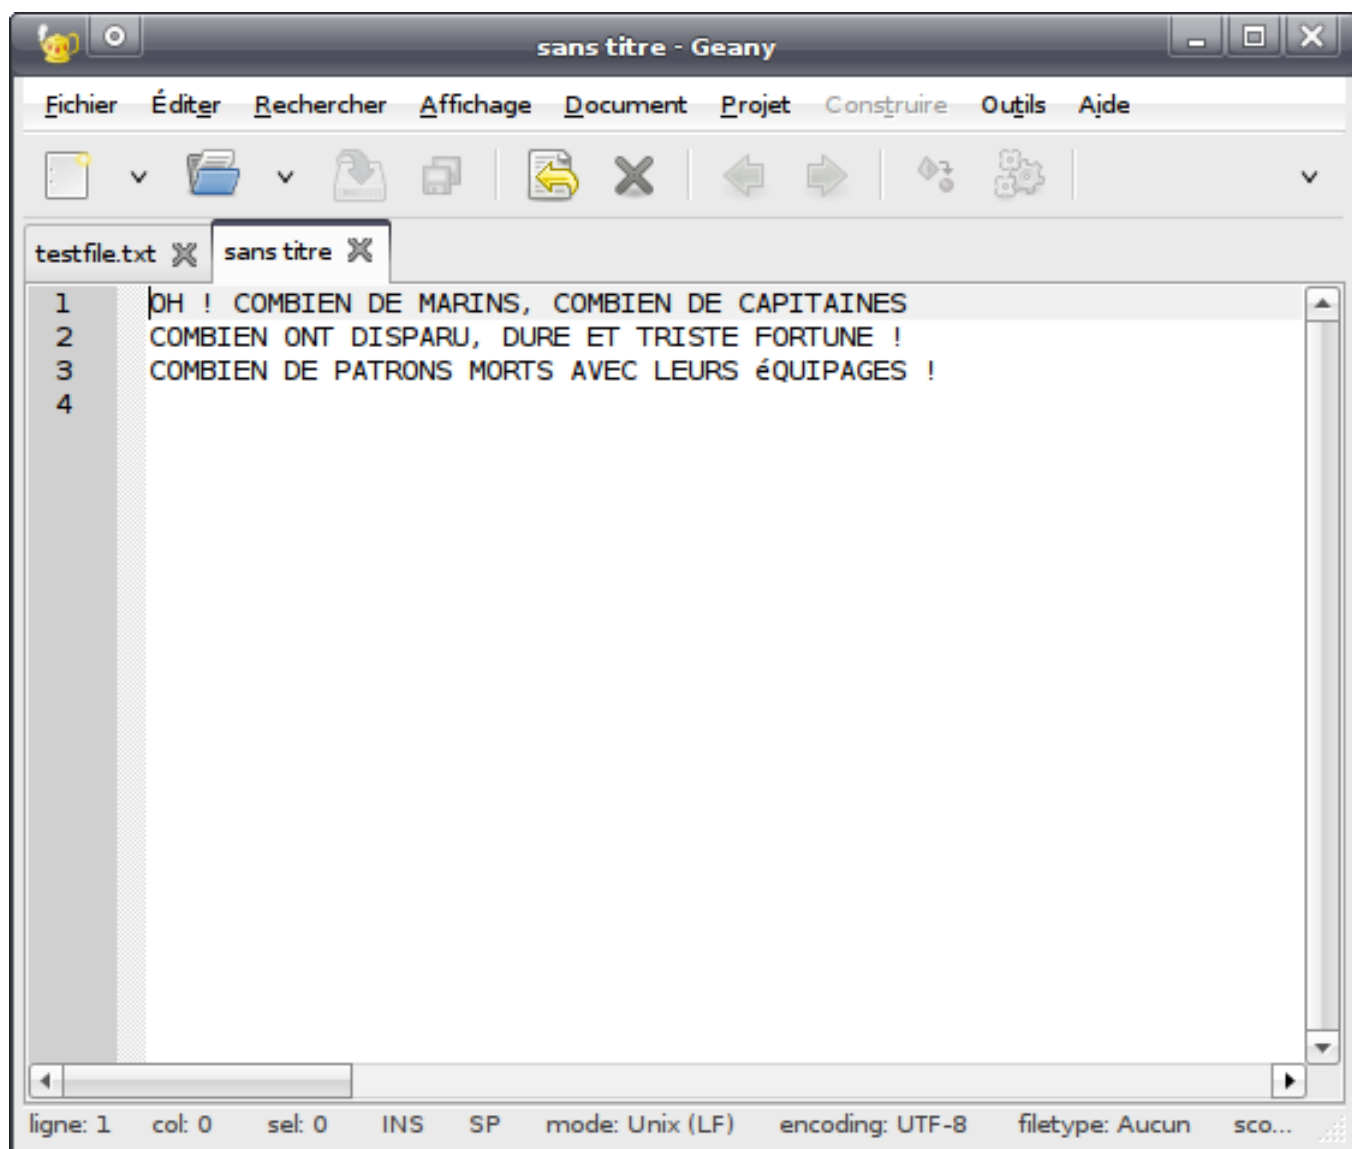 sans titre - Geany
Fichier Éditer Rechercher Affichage Document Projet Construire Outils Aide
testfile.txt sans titre
1 OH ! COMBIEN DE MARINS, COMBIEN DE CAPITAINES
2 COMBIEN ONT DISPARU, DURE ET TRISTE FORTUNE !
3 COMBIEN DE PATRONS MORTS AVEC LEURS éQUIPAGES !
4
ligne: 1 col: 0 sel: 0 INS SP mode: Unix (LF) encoding: UTF-8 filetype: Aucun sco...